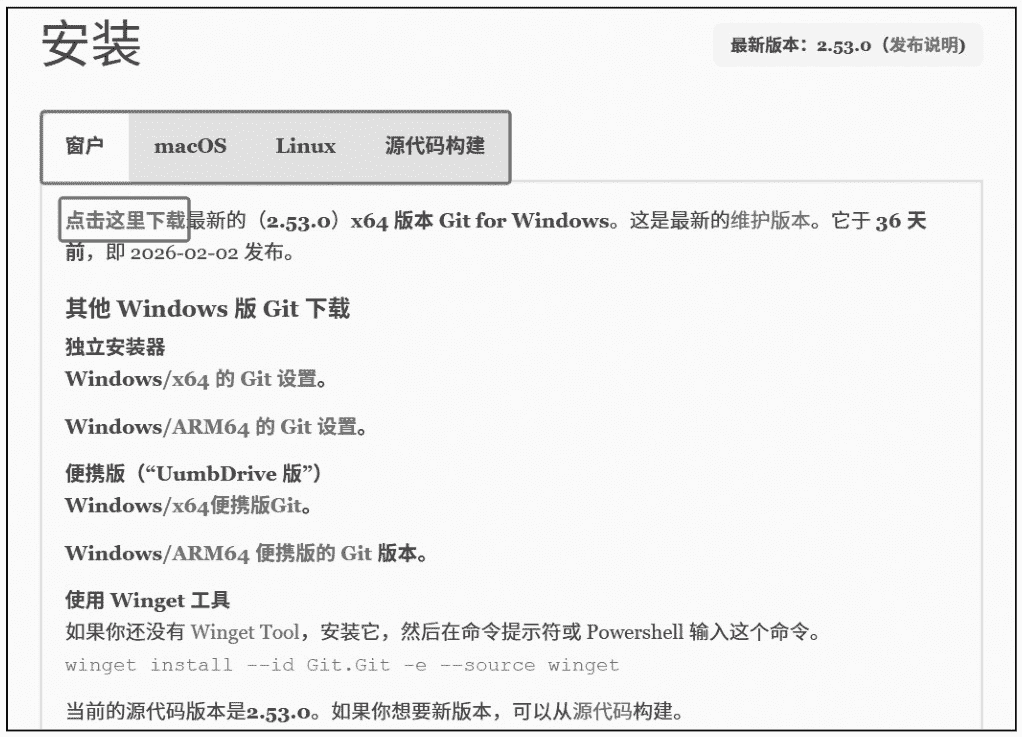 安装
最新版本：2.53.0（发布说明)
窗户 macOS Linux 源代码构建
点击这里下载最新的（2.53.0）x64 版本 Git for Windows。这是最新的维护版本。它于 36 天
前，即 2026-02-02 发布。
其他 Windows 版 Git 下载
独立安装器
Windows/x64 的 Git 设置。
Windows/ARM64 的 Git 设置。
便携版（“UumbDrive 版”）
Windows/x64便携版Git。
Windows/ARM64 便携版的 Git 版本。
使用 Winget 工具
如果你还没有 Winget Tool，安装它，然后在命令提示符或 Powershell 输入这个命令。
winget install --id Git.Git -e --source winget
当前的源代码版本是2.53.0。如果你想要新版本，可以从源代码构建。